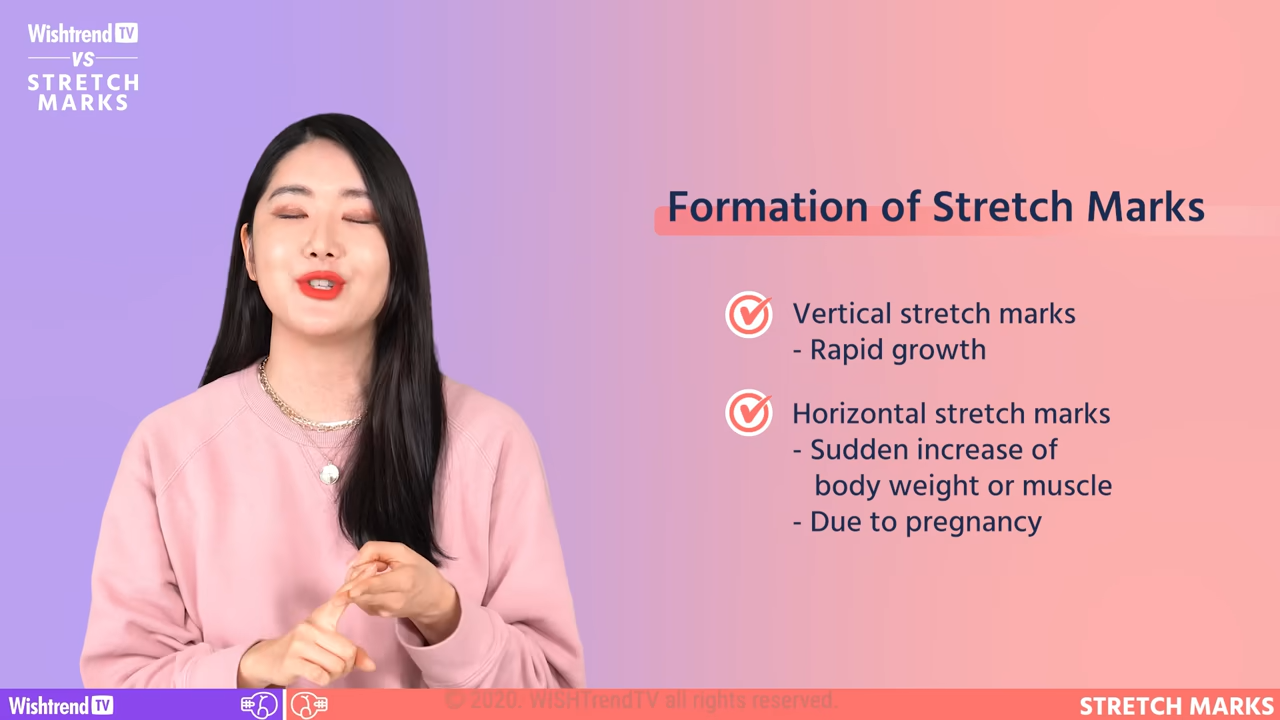 Wishtrend TV
VS
STRETCH
MARKS
Formation of Stretch Marks
Vertical stretch marks
- Rapid growth
Horizontal stretch marks
- Sudden increase of
body weight or muscle
- Due to pregnancy
Wishtrend TV
© 2020. WISHTrendTV all rights reserved.
STRETCH MARKS